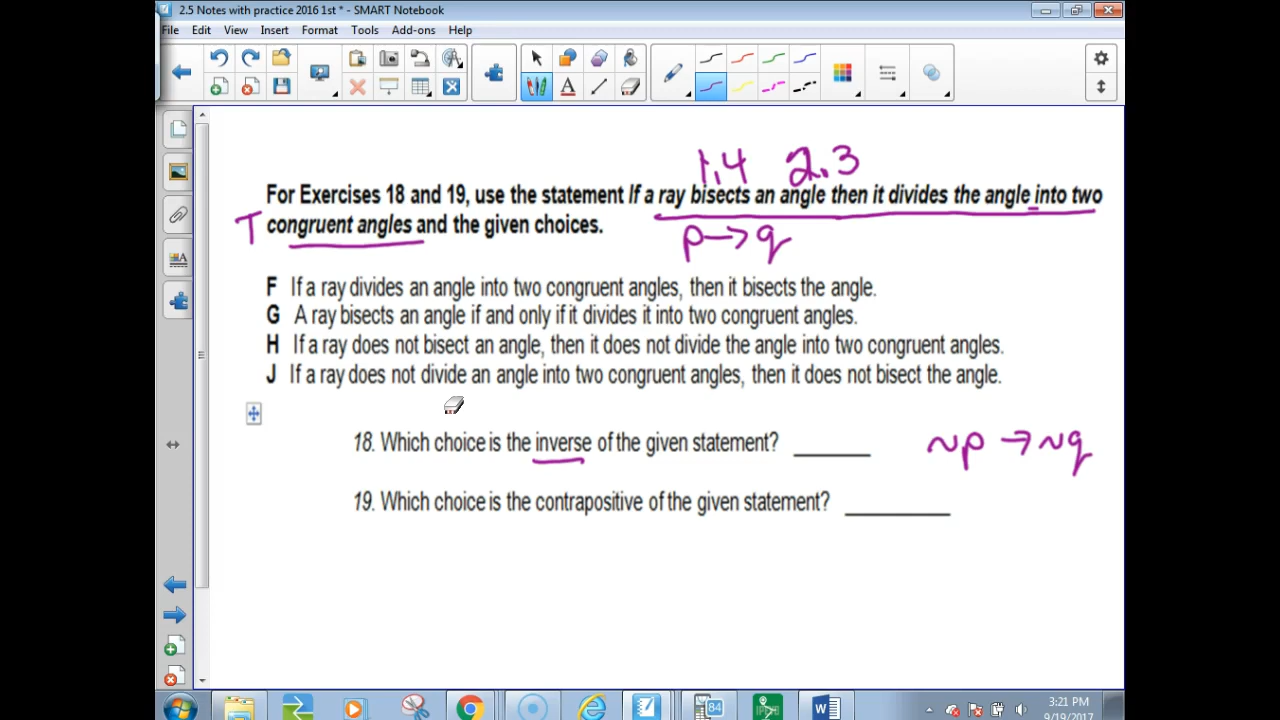 2.5 Notes with practice 2016 1st * - SMART Notebook
File Edit View Insert Format Tools Add-ons Help
1,4 2,3
For Exercises 18 and 19, use the statement If a ray bisects an angle then it divides the angle into two
T congruent angles and the given choices.
p→q
F If a ray divides an angle into two congruent angles, then it bisects the angle.
G A ray bisects an angle if and only if it divides it into two congruent angles.
H If a ray does not bisect an angle, then it does not divide the angle into two congruent angles.
J If a ray does not divide an angle into two congruent angles, then it does not bisect the angle.
18. Which choice is the inverse of the given statement? ________ ~p → ~q
19. Which choice is the contrapositive of the given statement? __________
84
W
3:21 PM
9/19/2017